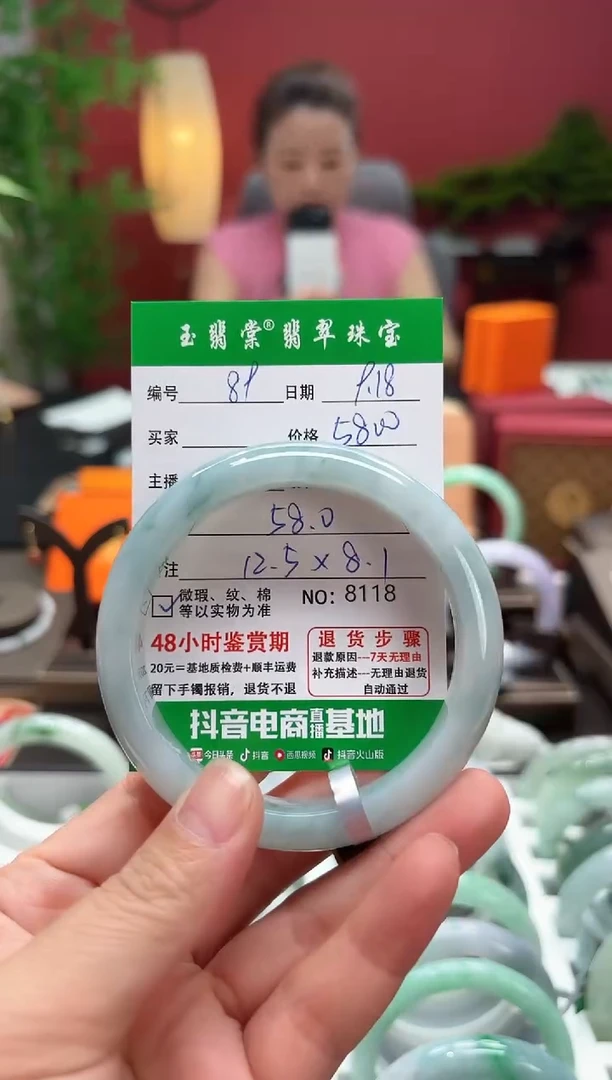 玉翡棠®翡翠珠宝
编号 81 日期 1.18
买家 价格 5800
主播
58.0
注 12.5×8.1
微瑕、纹、棉 NO: 8118
等以实物为准
48小时鉴赏期
20元=基地质检费+顺丰运费
留下手镯报销，退货不退
退货步骤
退款原因---7天无理由
补充描述---无理由退货
自动通过
抖音电商直播基地
今日头条 抖音 西瓜视频 抖音火山版